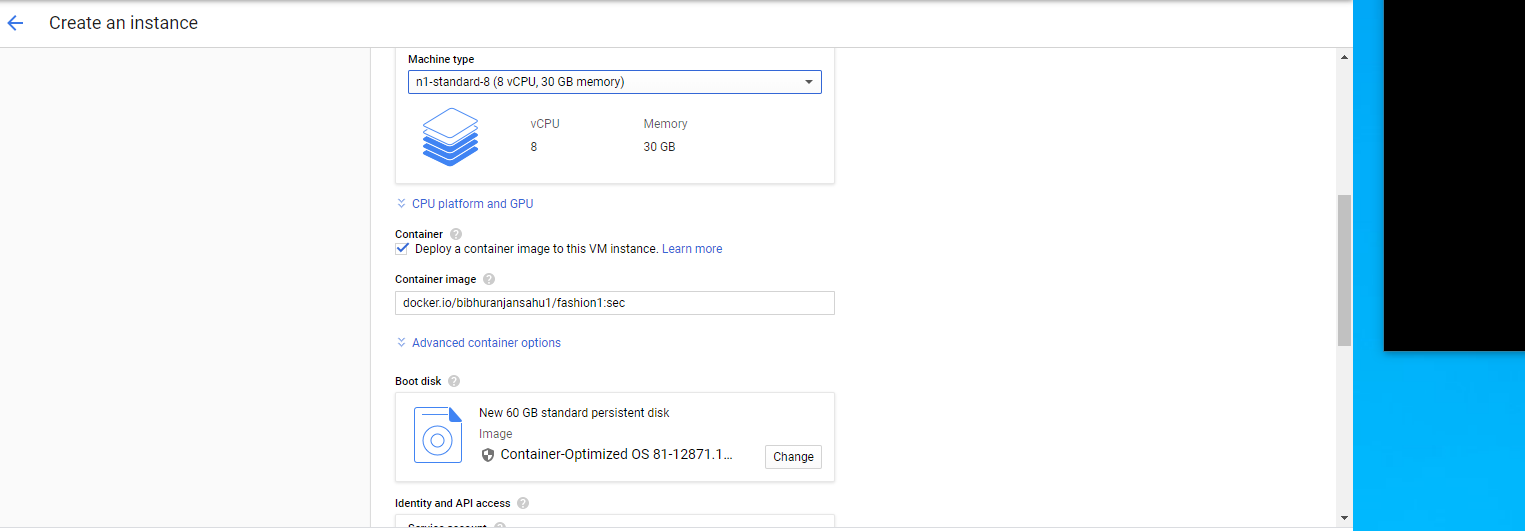 Create an instance
Machine type
n1-standard-8 (8 vCPU, 30 GB memory)
vCPU Memory
8 30 GB
CPU platform and GPU
Container ?
Deploy a container image to this VM instance. Learn more
Container image ?
docker.io/bibhuranjansahu1/fashion1:sec
Advanced container options
Boot disk ?
New 60 GB standard persistent disk
Image
Container-Optimized OS 81-12871.1...
Change
Identity and API access ?
Service account ?